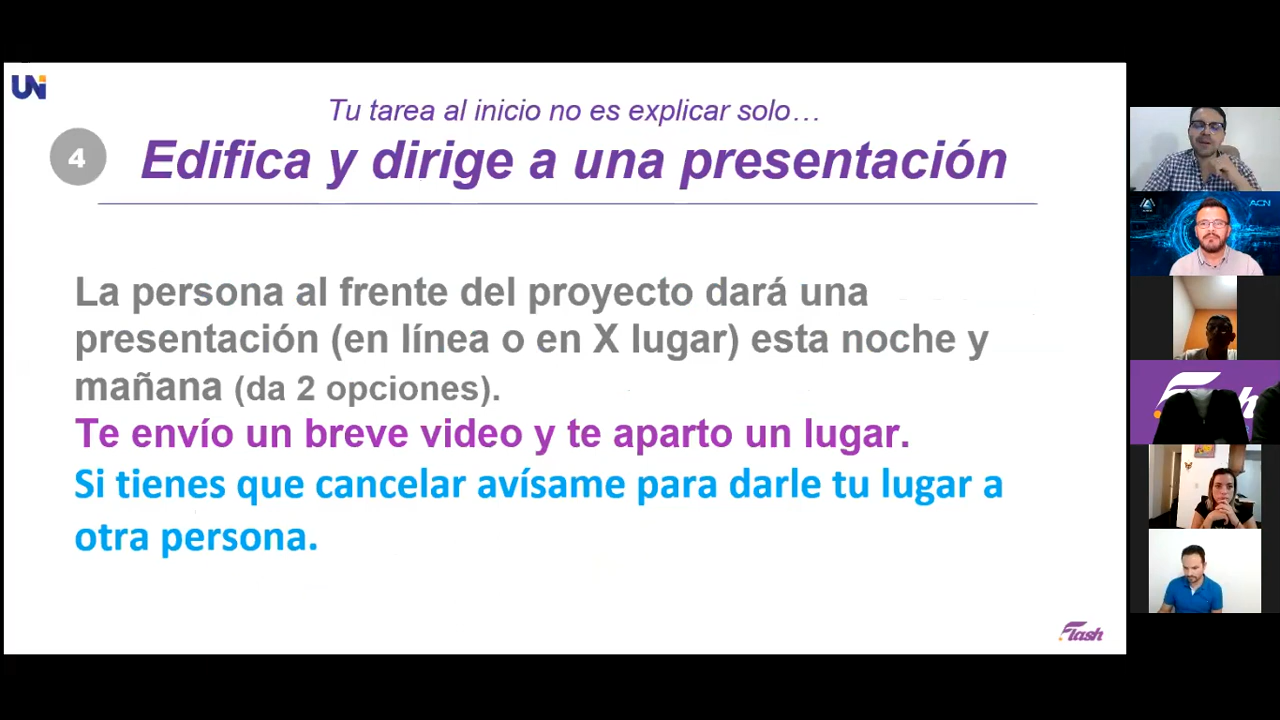 UNi
Tu tarea al inicio no es explicar solo…
4
Edifica y dirige a una presentación
La persona al frente del proyecto dará una
presentación (en línea o en X lugar) esta noche y
mañana (da 2 opciones).
Te envío un breve video y te aparto un lugar.
Si tienes que cancelar avísame para darle tu lugar a
otra persona.
Flash
ACN